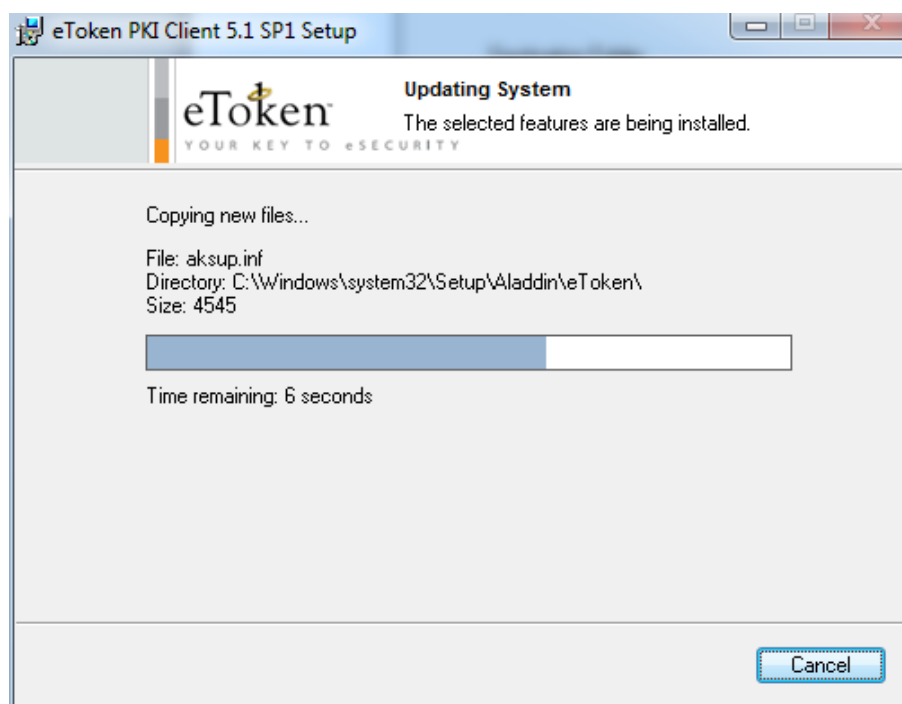 eToken PKI Client 5.1 SP1 Setup
eToken
YOUR KEY TO eSECURITY
Updating System
The selected features are being installed.
Copying new files...
File: aksup.inf
Directory: C:\Windows\system32\Setup\Aladdin\eToken\
Size: 4545
Time remaining: 6 seconds
Cancel